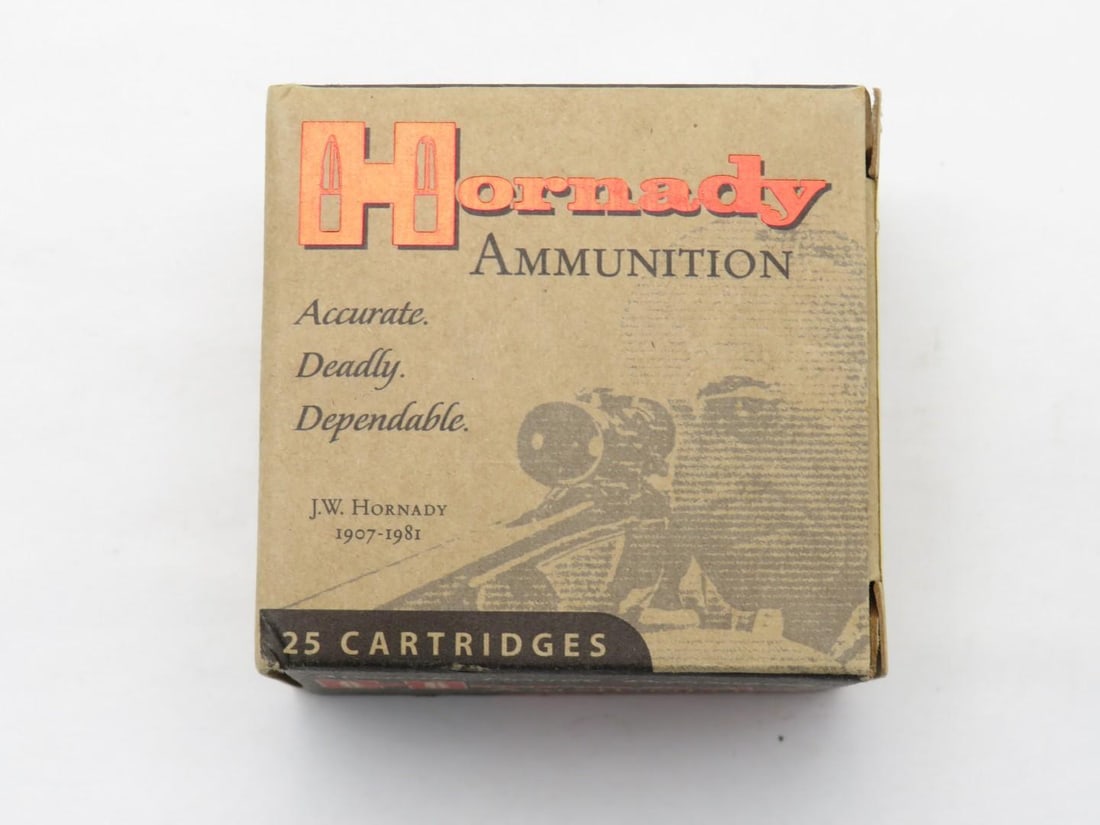 Hornady
AMMUNITION
Accurate.
Deadly.
Dependable.
J.W. HORNADY
1907-1981
25 CARTRIDGES